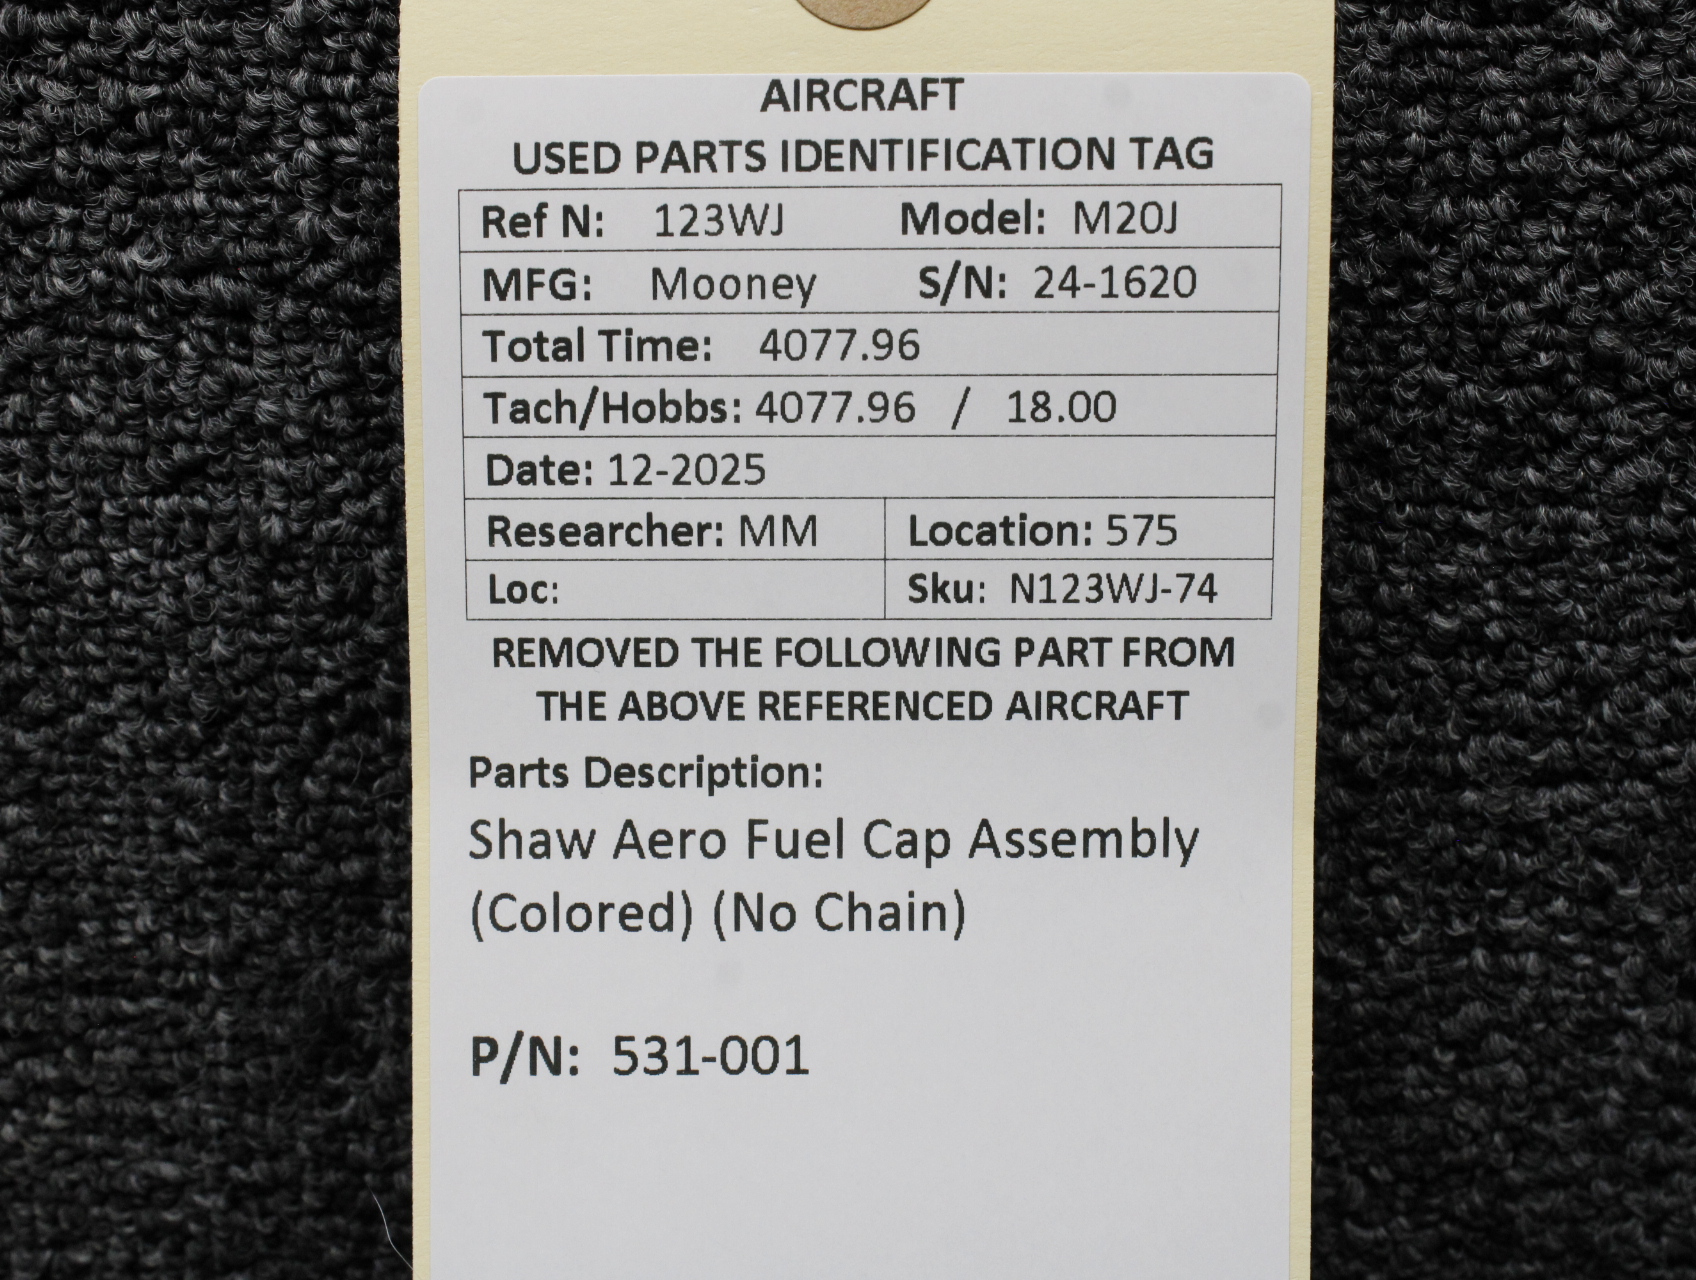 AIRCRAFT
USED PARTS IDENTIFICATION TAG
Ref N: 123WJ Model: M20J
MFG: Mooney S/N: 24-1620
Total Time: 4077.96
Tach/Hobbs: 4077.96 / 18.00
Date: 12-2025
Researcher: MM Location: 575
Loc: Sku: N123WJ-74
REMOVED THE FOLLOWING PART FROM
THE ABOVE REFERENCED AIRCRAFT
Parts Description:
Shaw Aero Fuel Cap Assembly
(Colored) (No Chain)
P/N: 531-001